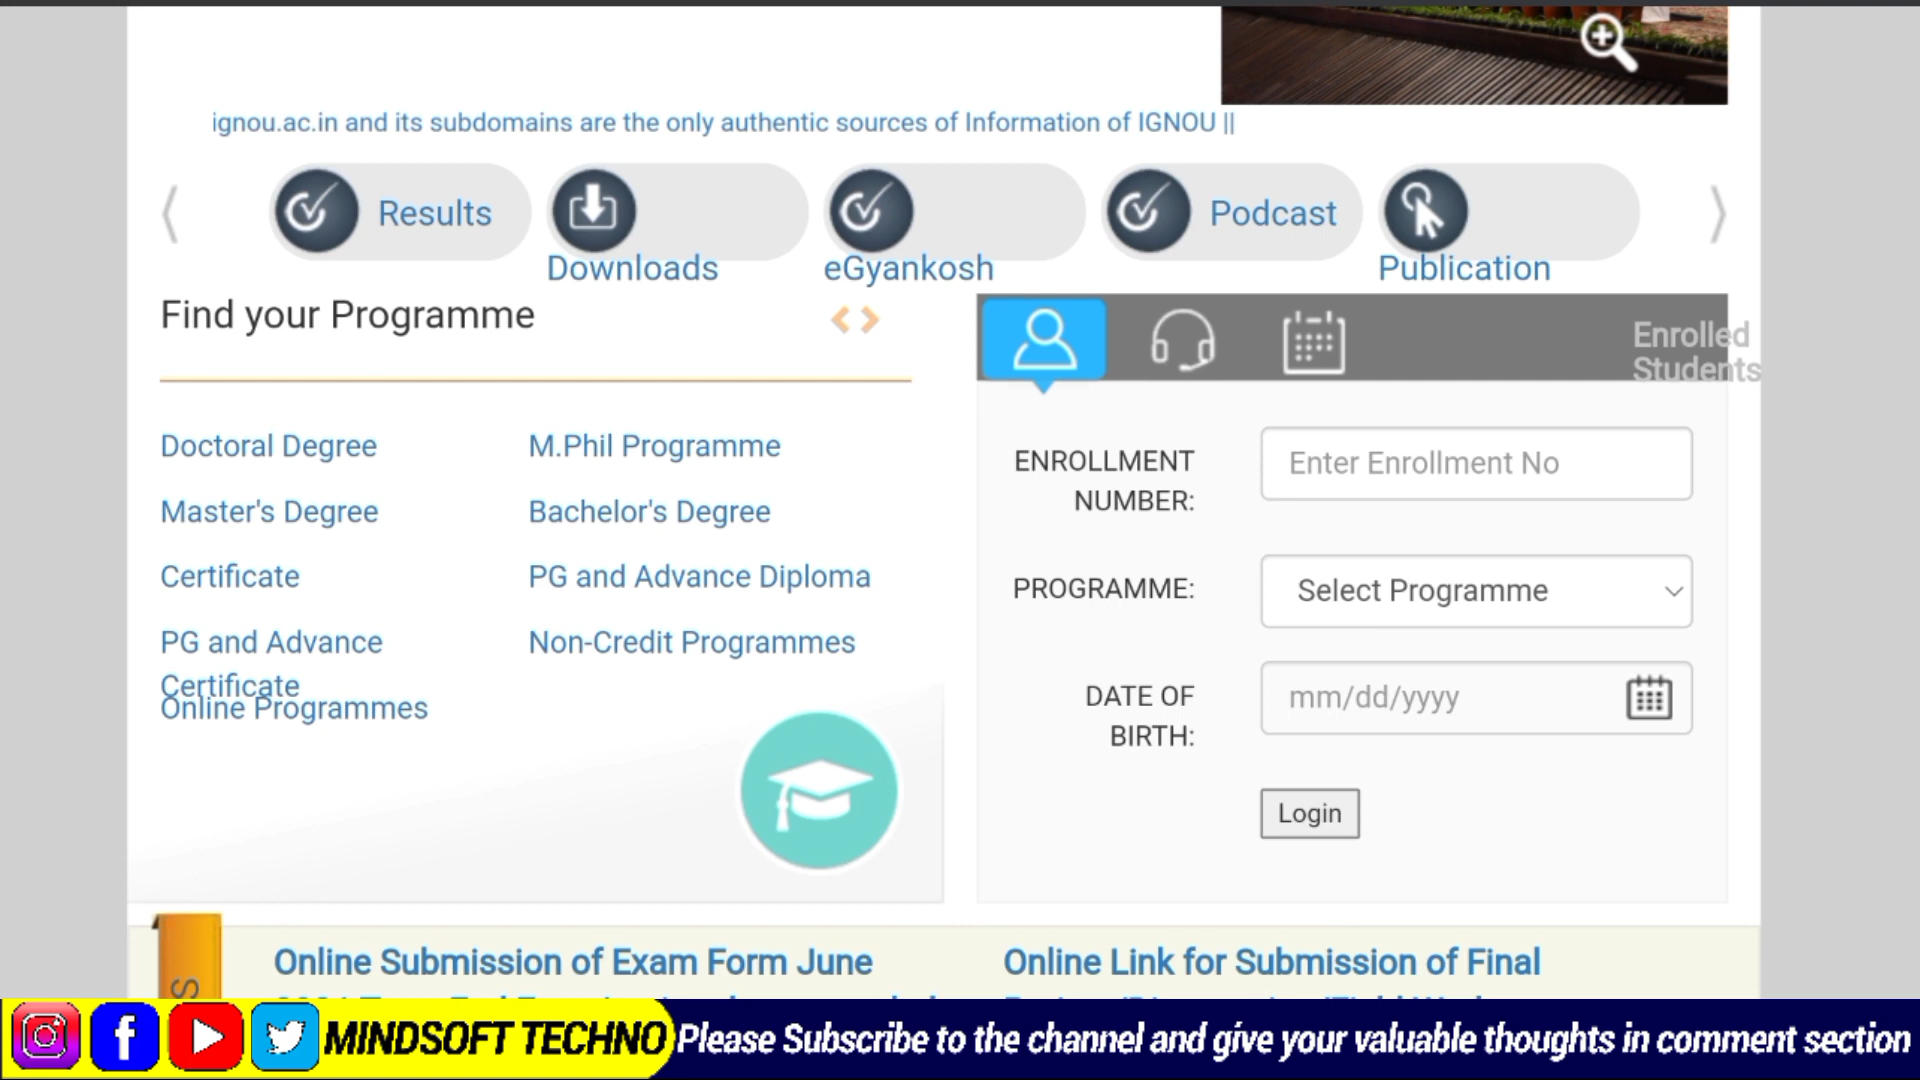 ignou.ac.in and its subdomains are the only authentic sources of Information of IGNOU ||
Results
Downloads
eGyankosh
Podcast
Publication
Find your Programme
Doctoral Degree
M.Phil Programme
Master's Degree
Bachelor's Degree
Certificate
PG and Advance Diploma
PG and Advance
Certificate
Non-Credit Programmes
Online Programmes
Enrolled
Students
ENROLLMENT
NUMBER:
Enter Enrollment No
PROGRAMME:
Select Programme
DATE OF
BIRTH:
mm/dd/yyyy
Login
S
Online Submission of Exam Form June
Online Link for Submission of Final
MINDSOFT TECHNO
Please Subscribe to the channel and give your valuable thoughts in comment section